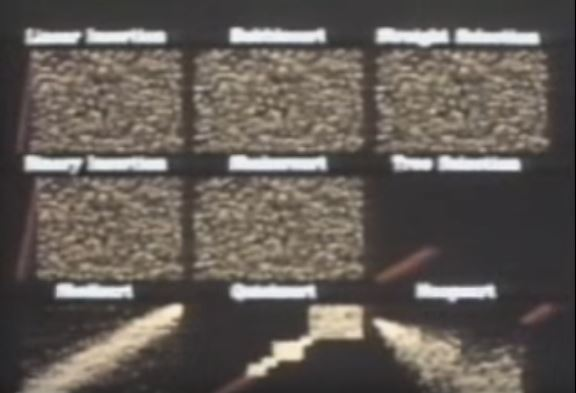 Linear Insertion Bubblesort Straight Selection
Binary Insertion Shakersort Tree Selection
Shellsort Quicksort Heapsort